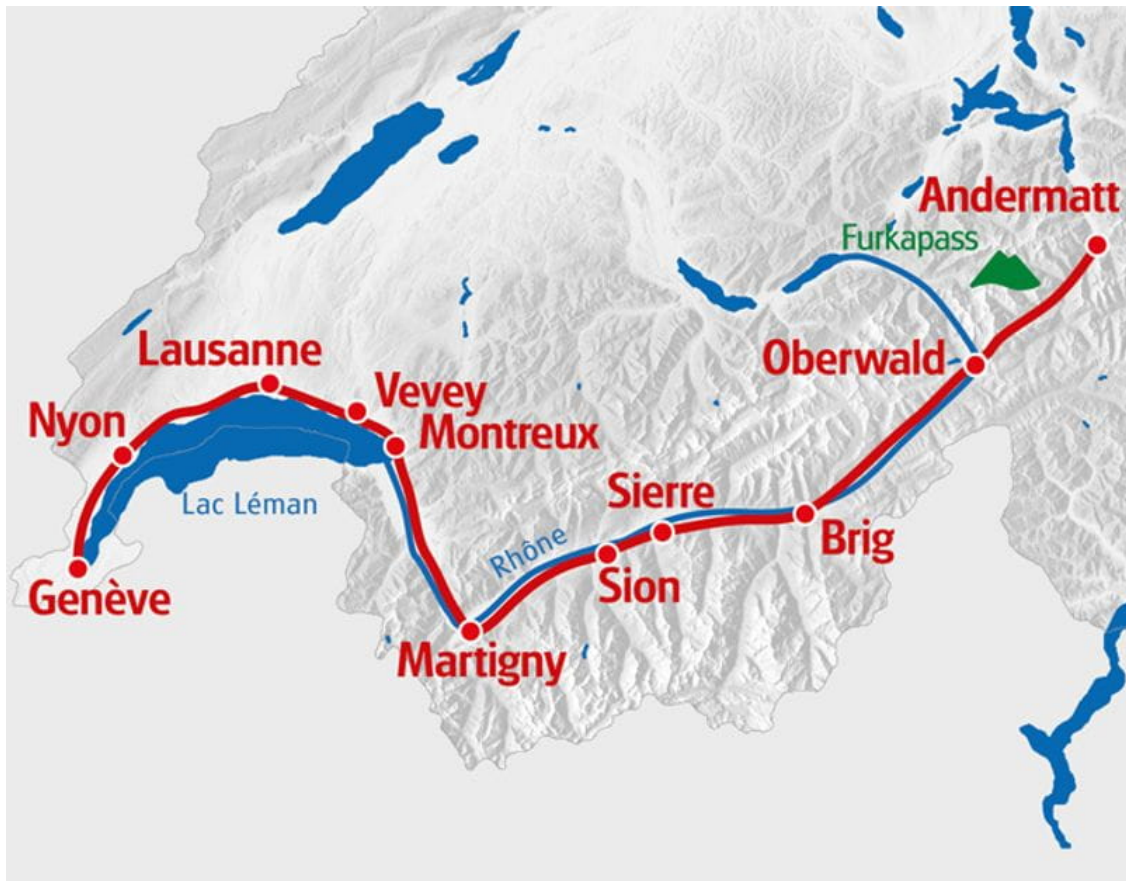 Andermatt
Furkapass
Oberwald
Lausanne
Vevey
Nyon
Montreux
Lac Léman
Sierre
Rhône
Brig
Sion
Genève
Martigny